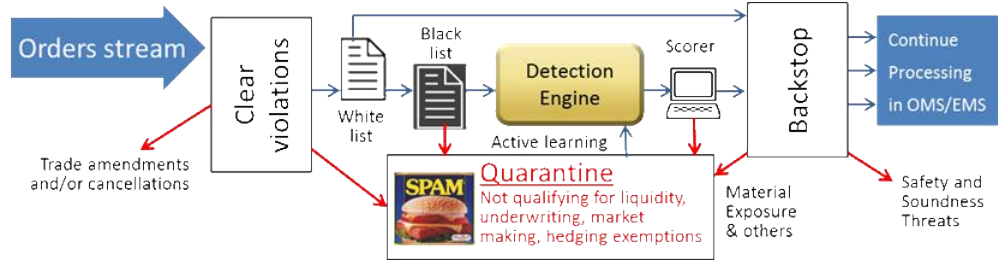 Orders stream
Clear
violations
White
list
Black
list
Detection
Engine
Scorer
Backstop
Continue
Processing
in OMS/EMS
Trade amendments
and/or cancellations
Active learning
SPAM
Quarantine
Not qualifying for liquidity,
underwriting, market
making, hedging exemptions
Material
Exposure
& others
Safety and
Soundness
Threats